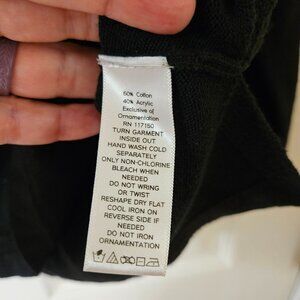 60% Cotton
40% Acrylic
Exclusive of
Ornamentation
RN 117150
TURN GARMENT
INSIDE OUT
HAND WASH COLD
SEPARATELY
ONLY NON-CHLORINE
BLEACH WHEN
NEEDED
DO NOT WRING
OR TWIST
RESHAPE DRY FLAT
COOL IRON ON
REVERSE SIDE IF
NEEDED
DO NOT IRON
ORNAMENTATION